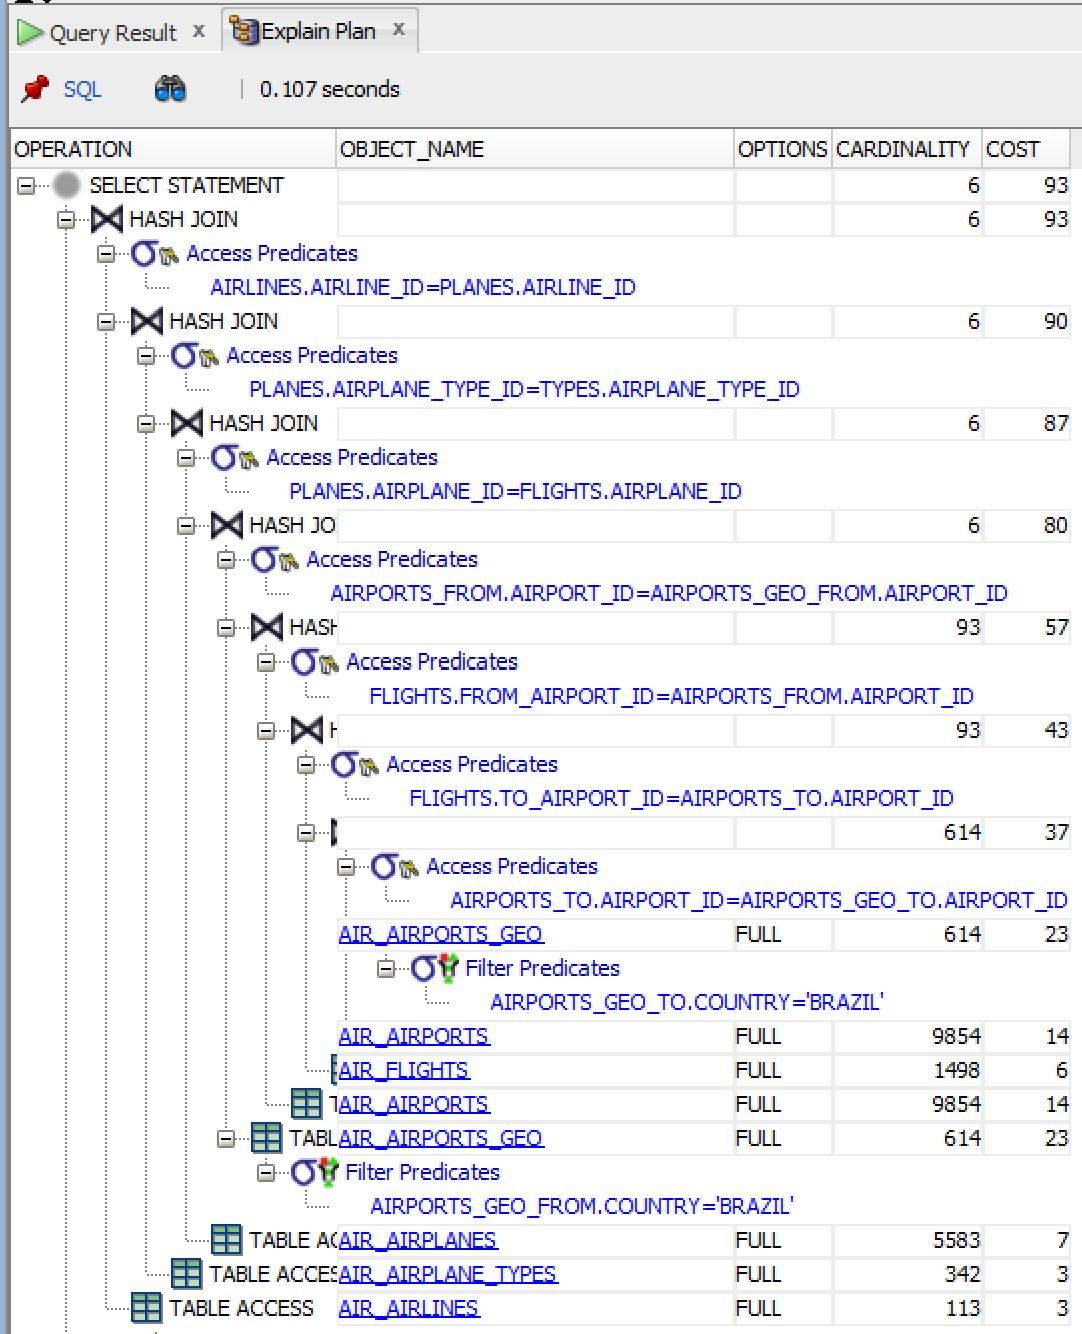 Query Result x Explain Plan x
SQL 0.107 seconds
OPERATION OBJECT_NAME OPTIONS CARDINALITY COST
SELECT STATEMENT 6 93
HASH JOIN 6 93
Access Predicates
AIRLINES.AIRLINE_ID=PLANES.AIRLINE_ID
HASH JOIN 6 90
Access Predicates
PLANES.AIRPLANE_TYPE_ID=TYPES.AIRPLANE_TYPE_ID
HASH JOIN 6 87
Access Predicates
PLANES.AIRPLANE_ID=FLIGHTS.AIRPLANE_ID
HASH JO 6 80
Access Predicates
AIRPORTS_FROM.AIRPORT_ID=AIRPORTS_GEO_FROM.AIRPORT_ID
HASH 93 57
Access Predicates
FLIGHTS.FROM_AIRPORT_ID=AIRPORTS_FROM.AIRPORT_ID
H 93 43
Access Predicates
FLIGHTS.TO_AIRPORT_ID=AIRPORTS_TO.AIRPORT_ID
614 37
Access Predicates
AIRPORTS_TO.AIRPORT_ID=AIRPORTS_GEO_TO.AIRPORT_ID
AIR_AIRPORTS_GEO FULL 614 23
Filter Predicates
AIRPORTS_GEO_TO.COUNTRY='BRAZIL'
AIR_AIRPORTS FULL 9854 14
AIR_FLIGHTS FULL 1498 6
T AIR_AIRPORTS FULL 9854 14
TABL AIR_AIRPORTS_GEO FULL 614 23
Filter Predicates
AIRPORTS_GEO_FROM.COUNTRY='BRAZIL'
TABLE AC AIR_AIRPLANES FULL 5583 7
TABLE ACCES AIR_AIRPLANE_TYPES FULL 342 3
TABLE ACCESS AIR_AIRLINES FULL 113 3